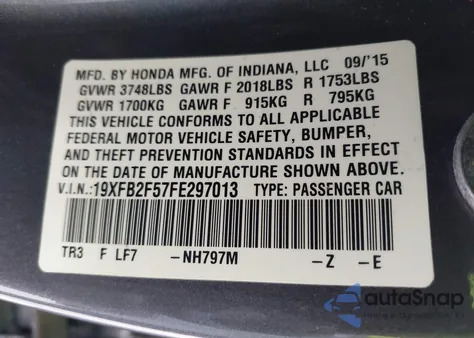 MFD. BY HONDA MFG. OF INDIANA, LLC 09/'15
GVWR 3748LBS GAWR F 2018LBS R 1753LBS
GVWR 1700KG GAWR F 915KG R 795KG
THIS VEHICLE CONFORMS TO ALL APPLICABLE
FEDERAL MOTOR VEHICLE SAFETY, BUMPER,
AND THEFT PREVENTION STANDARDS IN EFFECT
ON THE DATE OF MANUFACTURE SHOWN ABOVE.
V.I.N.:19XFB2F57FE297013 TYPE: PASSENGER CAR
TR3 F LF7 -NH797M -Z -E
autoSnap